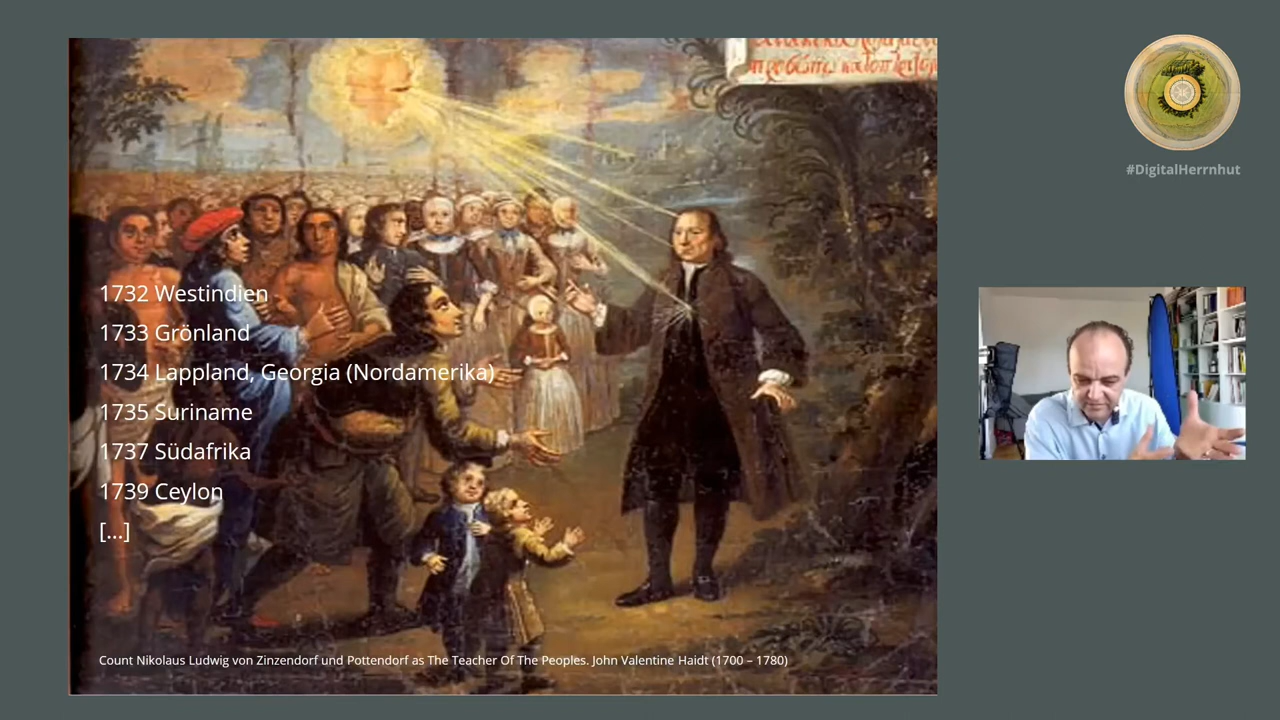 προσώπῳ
1732 Westindien
1733 Grönland
1734 Lappland, Georgia (Nordamerika)
1735 Suriname
1737 Südafrika
1739 Ceylon
[...]
Count Nikolaus Ludwig von Zinzendorf und Pottendorf as The Teacher Of The Peoples. John Valentine Haidt (1700 – 1780)
#DigitalHerrnhut